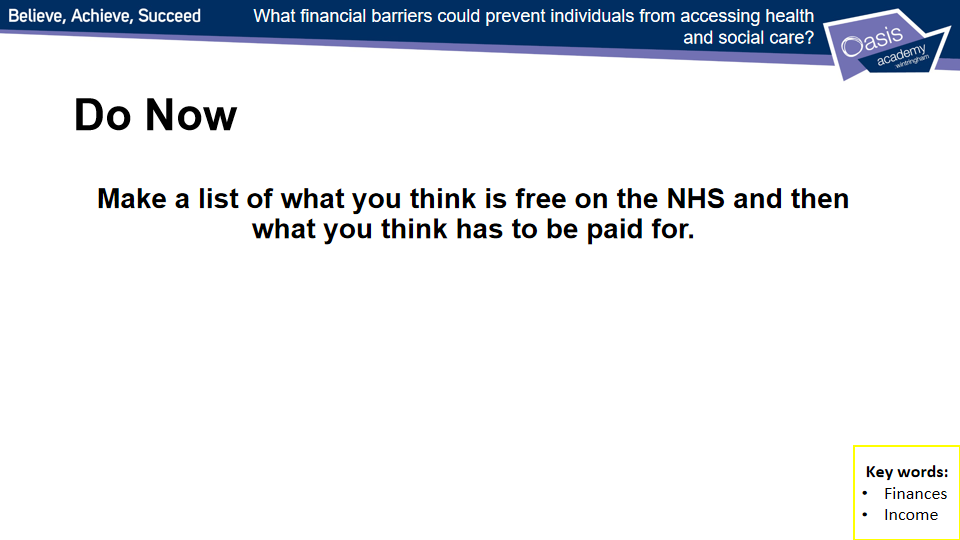 Believe, Achieve, Succeed
What financial barriers could prevent individuals from accessing health
and social care?
Oasis
academy
wintringham
Do Now
Make a list of what you think is free on the NHS and then
what you think has to be paid for.
Key words:
• Finances
• Income